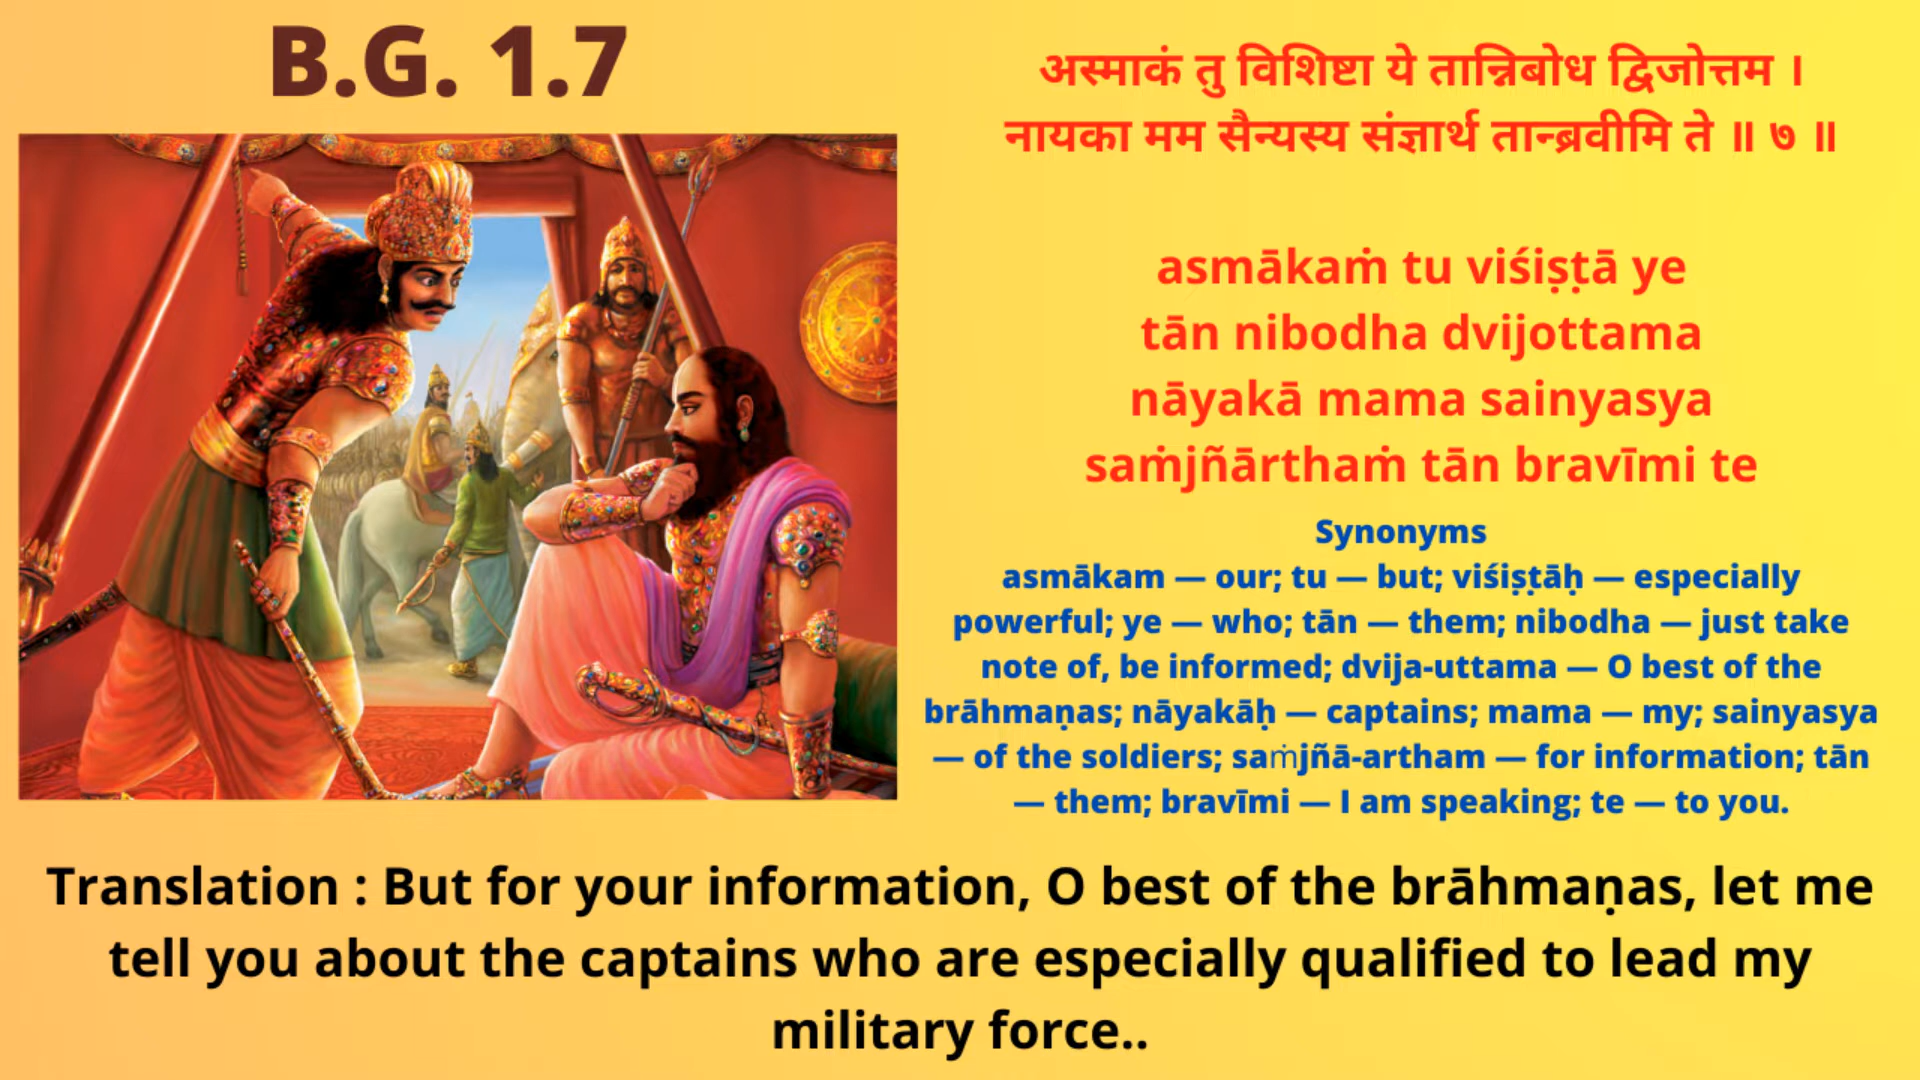 B.G. 1.7
अस्माकं तु विशिष्टा ये तान्निबोध द्विजोत्तम ।
नायका मम सैन्यस्य संज्ञार्थं तान्ब्रवीमि ते ॥ ७ ॥
asmākaṁ tu viśiṣṭā ye
tān nibodha dvijottama
nāyakā mama sainyasya
saṁjñārthaṁ tān bravīmi te
Synonyms
asmākam — our; tu — but; viśiṣṭāḥ — especially
powerful; ye — who; tān — them; nibodha — just take
note of, be informed; dvija-uttama — O best of the
brāhmaṇas; nāyakāḥ — captains; mama — my; sainyasya
— of the soldiers; saṁjñā-artham — for information; tān
— them; bravīmi — I am speaking; te — to you.
Translation : But for your information, O best of the brāhmaṇas, let me
tell you about the captains who are especially qualified to lead my
military force..